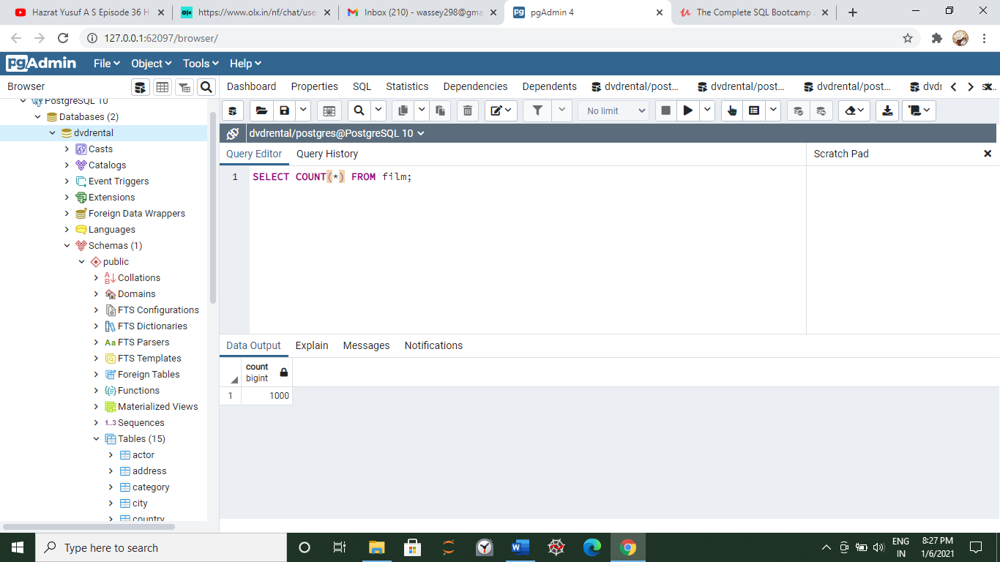 Hazrat Yusuf A S Episode 36 H
https://www.olx.in/nf/chat/use
Inbox (210) - wassey298@gma
pgAdmin 4
The Complete SQL Bootcamp
127.0.0.1:62097/browser/
pgAdmin File Object Tools Help
Browser
Dashboard Properties SQL Statistics Dependencies Dependents dvdrental/post... dvdrental/post... dvdrental/post... dvdr
No limit
dvdrental/postgres@PostgreSQL 10
Query Editor Query History
Scratch Pad
1 SELECT COUNT(*) FROM film;
PostgreSQL 10
Databases (2)
dvdrental
Casts
Catalogs
Event Triggers
Extensions
Foreign Data Wrappers
Languages
Schemas (1)
public
Collations
Domains
FTS Configurations
FTS Dictionaries
Aa FTS Parsers
FTS Templates
Foreign Tables
Functions
Materialized Views
1..3 Sequences
Tables (15)
actor
address
category
city
country
Data Output Explain Messages Notifications
count
bigint
1 1000
Type here to search
ENG
IN
8:27 PM
1/6/2021